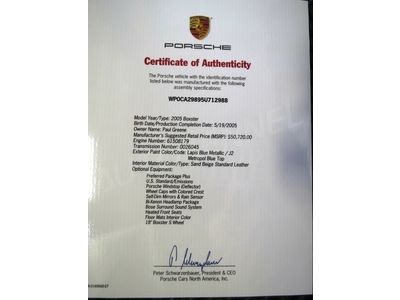 PORSCHE
Certificate of Authenticity
The Porsche vehicle with the identification number
listed below was manufactured with the following
assembly specifications:
WP0CA29895U712988
Model Year/Type: 2005 Boxster
Birth Date/Production Completion Date: 5/19/2005
Owner Name: Paul Greene
Manufacturer's Suggested Retail Price (MSRP): $50,720.00
Engine Number: 61508179
Transmission Number: 0026045
Exterior Paint Color/Code: Lapis Blue Metallic / J2
Metropol Blue Top
Interior Material Color/Type: Sand Beige Standard Leather
Optional Equipment:
Preferred Package Plus
U.S. Standard/Emissions
Porsche Windstop (Deflector)
Wheel Caps with Colored Crest
Self-Dim Mirrors & Rain Sensor
Bi-Xenon Headlamp Package
Bose Surround Sound System
Heated Front Seats
Floor Mats Interior Color
18" Boxster S Wheel
Peter Schwarzenbauer, President & CEO
Porsche Cars North America, Inc.